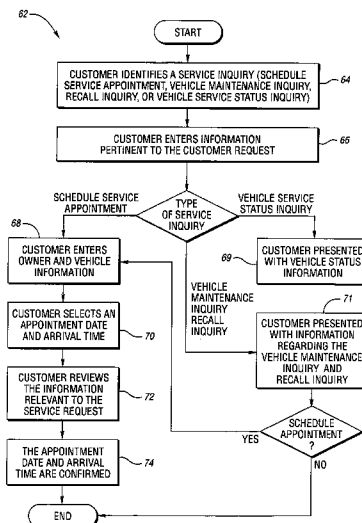 62
START
CUSTOMER IDENTIFIES A SERVICE INQUIRY (SCHEDULE
SERVICE APPOINTMENT, VEHICLE MAINTENANCE INQUIRY,
RECALL INQUIRY, OR VEHICLE SERVICE STATUS INQUIRY)
64
CUSTOMER ENTERS INFORMATION
PERTINENT TO THE CUSTOMER REQUEST
66
SCHEDULE SERVICE
APPOINTMENT
TYPE
OF SERVICE
INQUIRY
VEHICLE SERVICE
STATUS INQUIRY
68
CUSTOMER ENTERS
OWNER AND VEHICLE
INFORMATION
69
CUSTOMER PRESENTED
WITH VEHICLE STATUS
INFORMATION
VEHICLE
MAINTENANCE
INQUIRY
RECALL
INQUIRY
71
CUSTOMER PRESENTED
WITH INFORMATION
REGARDING THE
VEHICLE MAINTENANCE
INQUIRY AND
RECALL INQUIRY
CUSTOMER SELECTS AN
APPOINTMENT DATE
AND ARRIVAL TIME
70
CUSTOMER REVIEWS
THE INFORMATION
RELEVANT TO THE
SERVICE REQUEST
72
SCHEDULE
APPOINTMENT
?
YES
NO
THE APPOINTMENT
DATE AND ARRIVAL
TIME ARE CONFIRMED
74
END